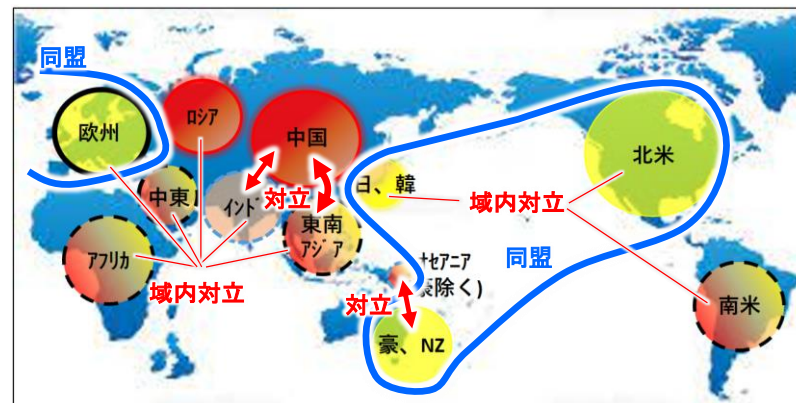 同盟
欧州
ロシア
中国
北米
中東
インド
対立
日、韓
域内対立
東南
アジア
アフリカ
同盟
オセアニア
豪除く)
域内対立
対立
南米
豪、NZ